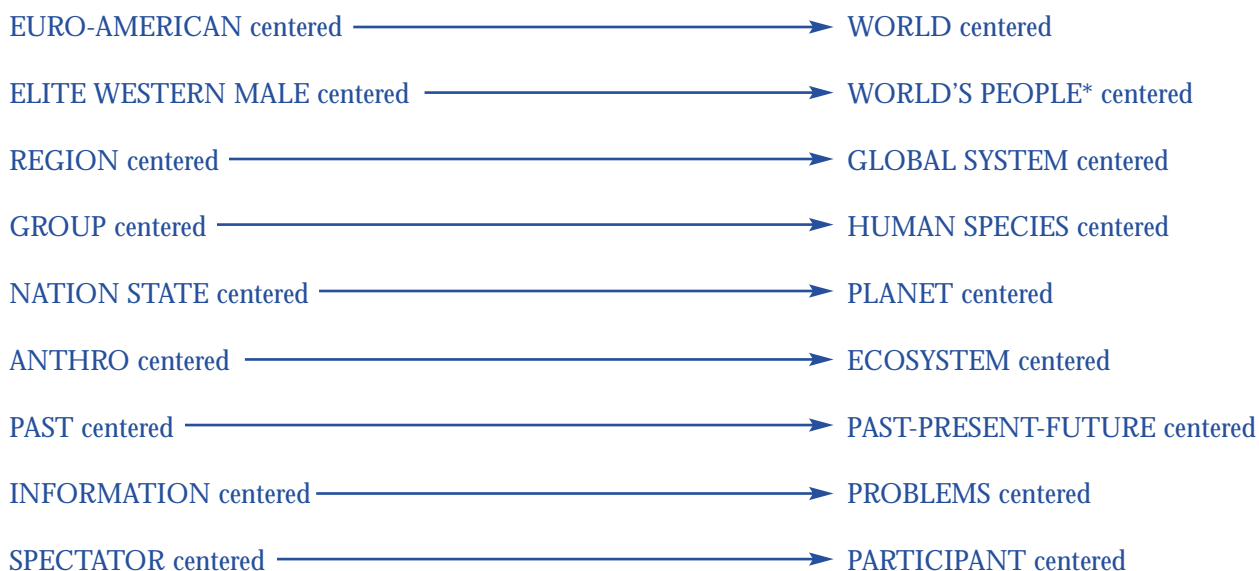 EURO-AMERICAN centered WORLD centered
ELITE WESTERN MALE centered WORLD'S PEOPLE* centered
REGION centered GLOBAL SYSTEM centered
GROUP centered HUMAN SPECIES centered
NATION STATE centered PLANET centered
ANTHRO centered ECOSYSTEM centered
PAST centered PAST-PRESENT-FUTURE centered
INFORMATION centered PROBLEMS centered
SPECTATOR centered PARTICIPANT centered